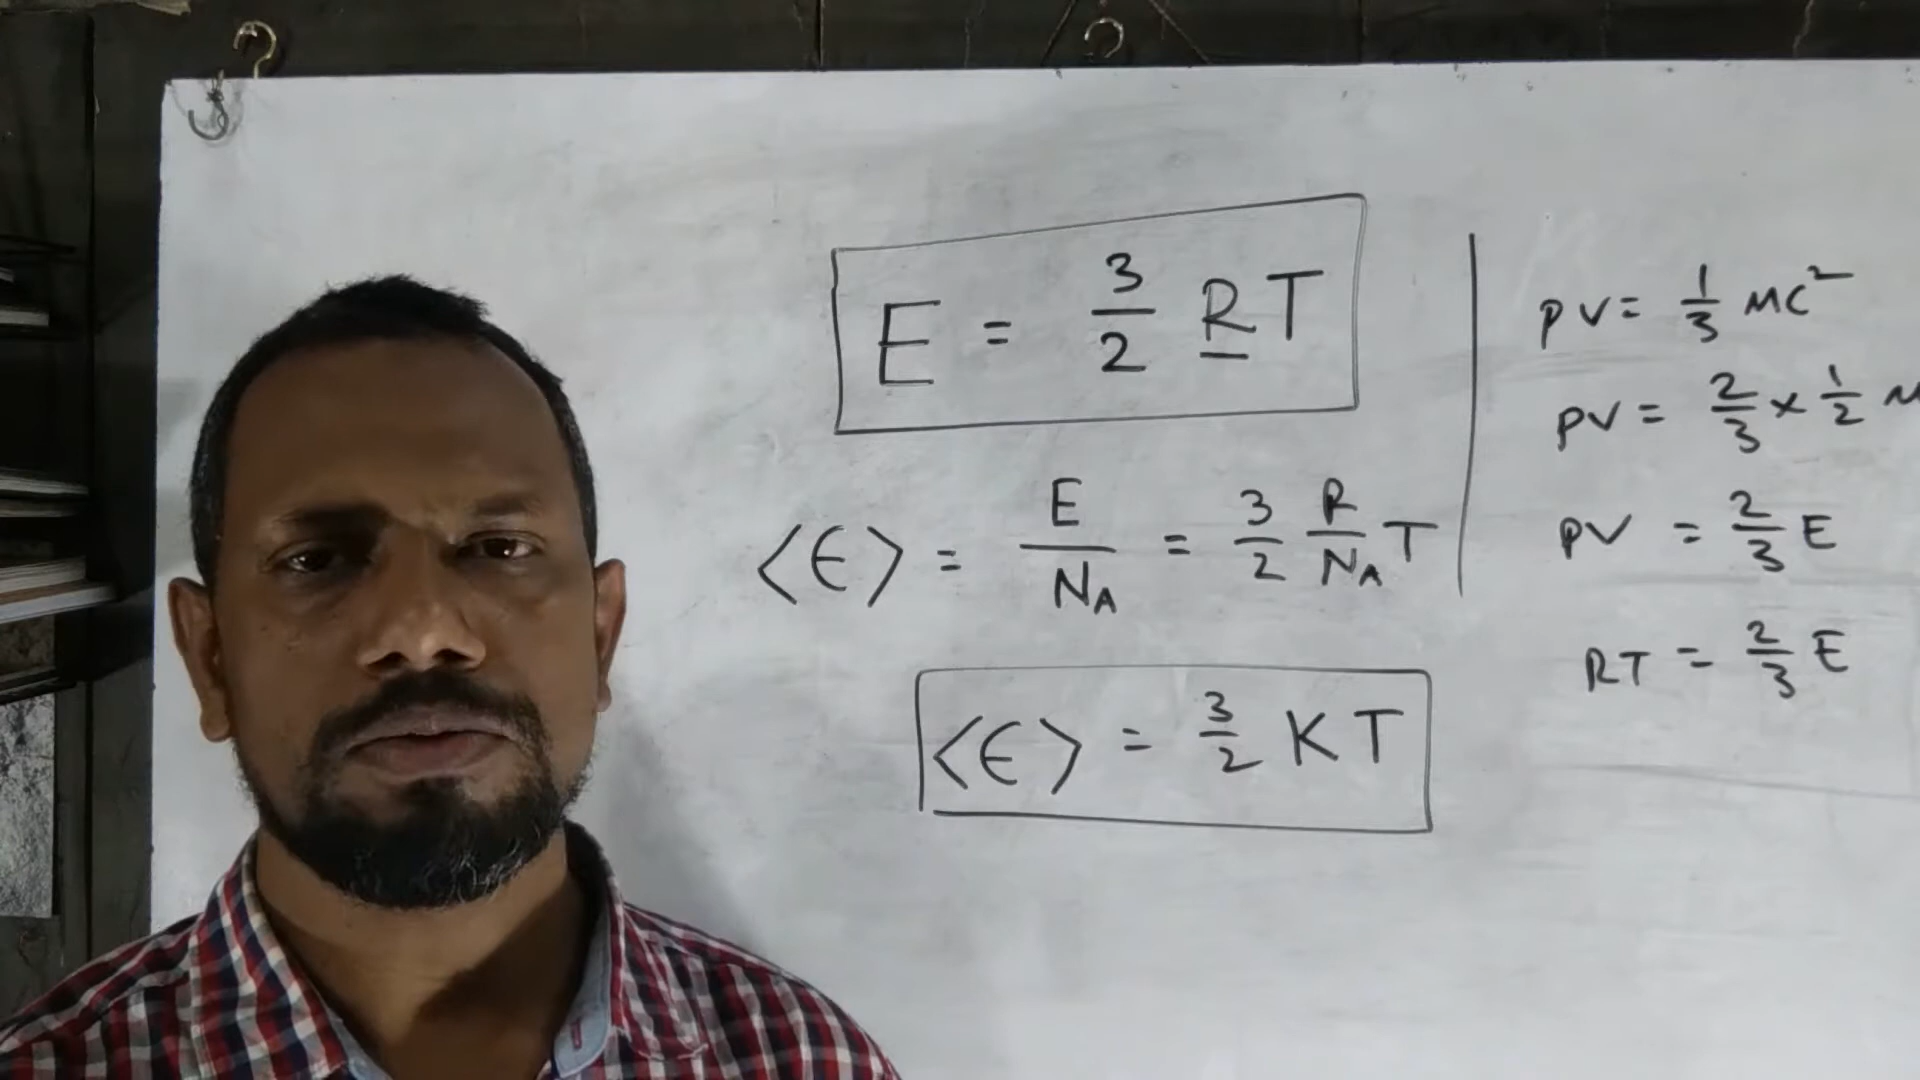 E = 3/2 RT
⟨ϵ⟩ = E/N_A = 3/2 R/N_A T
⟨ϵ⟩ = 3/2 KT
PV = 1/3 MC²
PV = 2/3 × 1/2 M
PV = 2/3 E
RT = 2/3 E